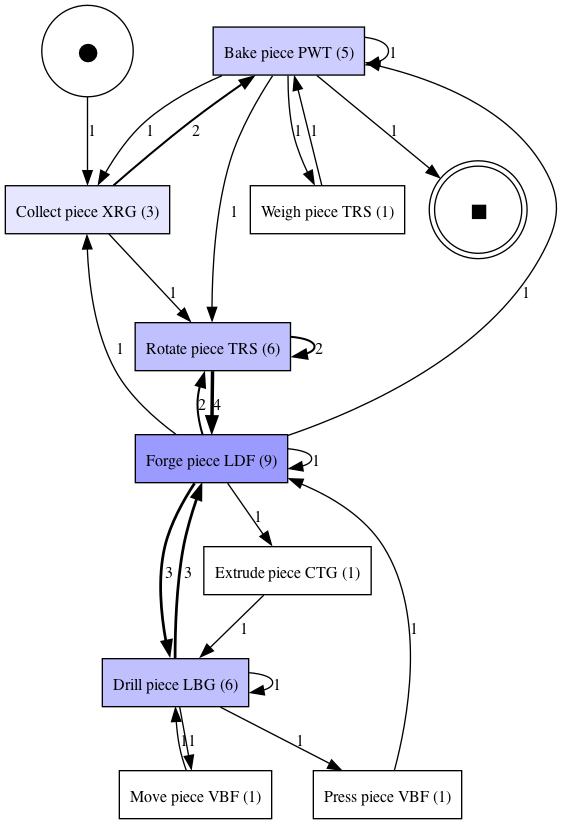 Bake piece PWT (5)
1
1
1
2
1
1
1
Collect piece XRG (3)
Weigh piece TRS (1)
1
1
1
Rotate piece TRS (6)
2
1
2
4
Forge piece LDF (9)
1
1
3
3
Extrude piece CTG (1)
1
1
Drill piece LBG (6)
1
1
1
1
Move piece VBF (1)
Press piece VBF (1)